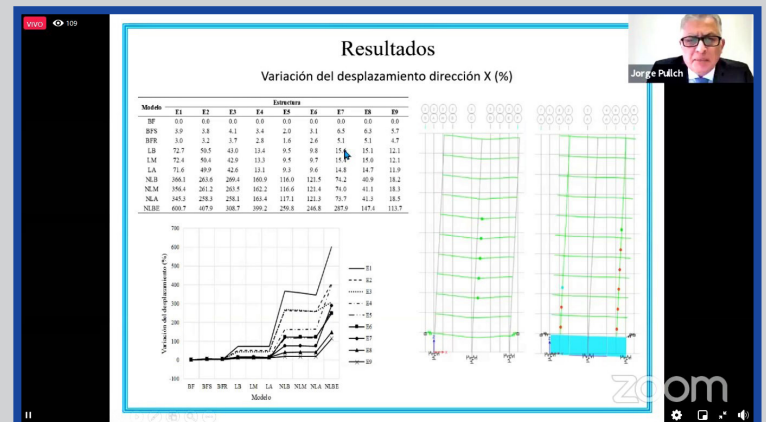 VIVO 109
Resultados
Jorge Pullch
Variación del desplazamiento dirección X (%)
Modelo Estructura
E1 E2 E3 E4 E5 E6 E7 E8 E9
BF 0.0 0.0 0.0 0.0 0.0 0.0 0.0 0.0 0.0
BFS 3.9 3.8 4.1 3.4 2.0 3.1 6.5 6.3 5.7
BFR 3.0 3.2 3.7 2.8 1.6 2.6 5.1 5.1 4.7
LB 72.7 50.5 43.0 13.4 9.5 9.8 15.1 12.1
LM 72.4 50.4 42.9 13.3 9.5 9.7 15.0 12.1
LA 71.6 49.9 42.6 13.1 9.3 9.6 14.8 14.7 11.9
NLB 366.1 263.6 269.4 160.9 116.0 121.5 74.2 40.9 18.2
NLM 356.4 261.2 263.5 162.2 116.6 121.4 74.0 41.1 18.3
NLA 345.3 258.3 258.1 163.4 117.1 121.3 73.7 41.3 18.5
NLBE 600.7 407.9 308.7 399.2 259.8 246.8 287.9 147.4 113.7
Variación del desplazamiento (%)
700
600
500
400
300
200
100
0
-100
E1
E2
E3
E4
E5
E6
E7
E8
E9
BF BFS BFR LB LM LA NLB NLM NLA NLBE
Modelo
zoom